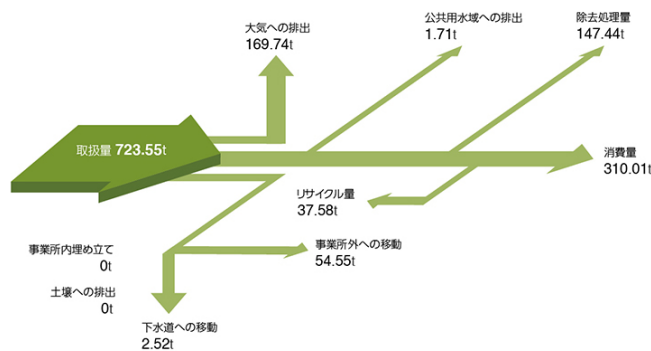 大気への排出
169.74t
公共用水域への排出
1.71t
除去処理量
147.44t
取扱量 723.55t
消費量
310.01t
リサイクル量
37.58t
事業所内埋め立て
0t
事業所外への移動
54.55t
土壌への排出
0t
下水道への移動
2.52t